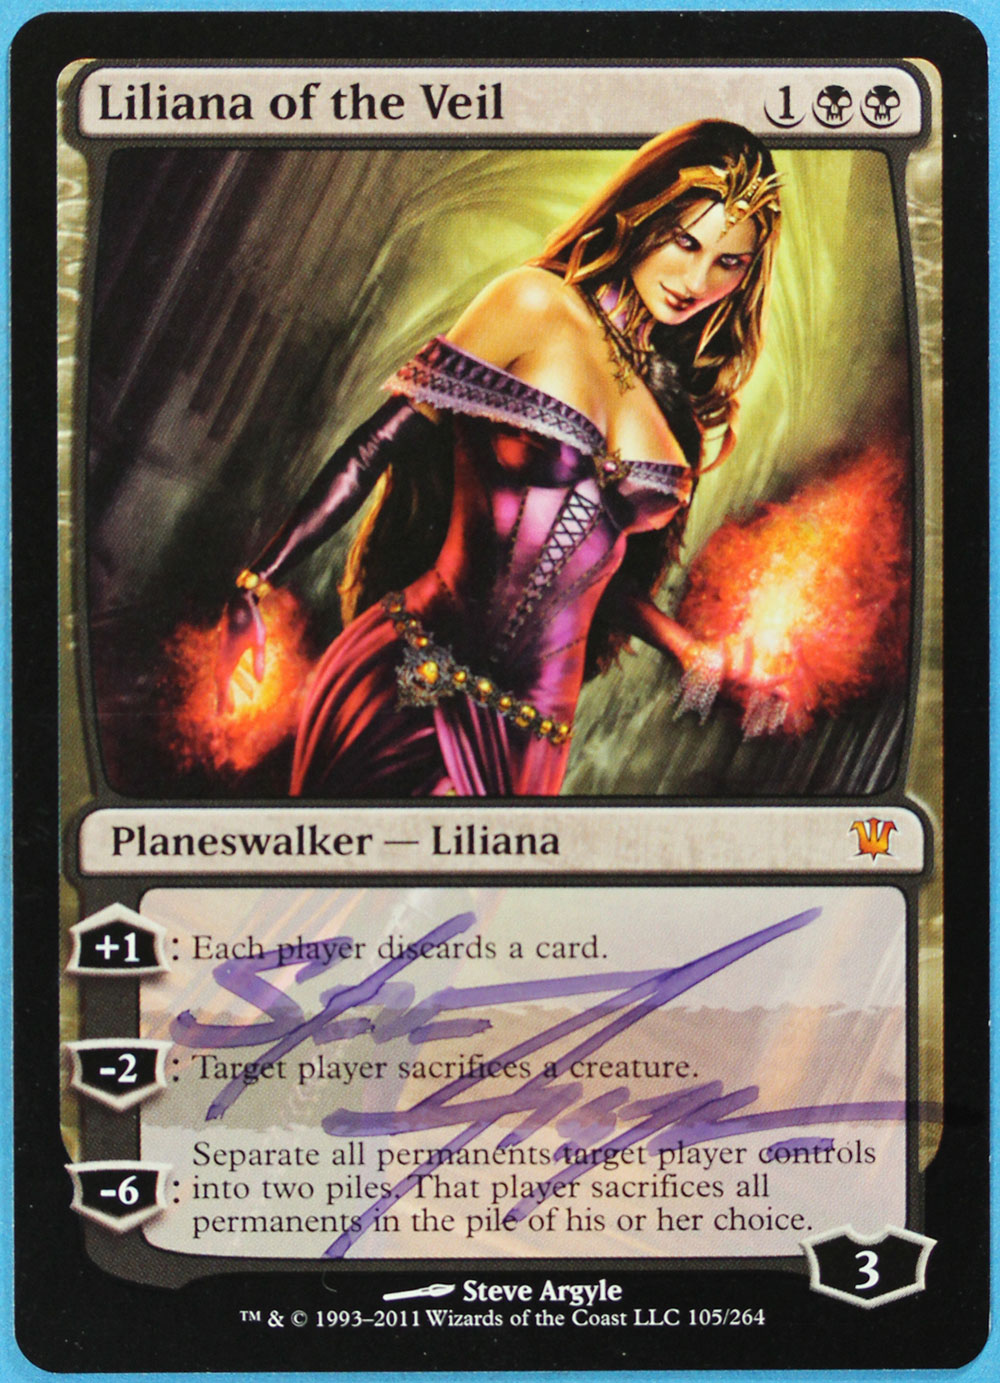 Liliana of the Veil 1
Planeswalker — Liliana
+1 : Each player discards a card.
-2 : Target player sacrifices a creature.
-6 : Separate all permanents target player controls
into two piles. That player sacrifices all
permanents in the pile of his or her choice.
Steve Argyle
3
Steve Argyle
™ & © 1993–2011 Wizards of the Coast LLC 105/264